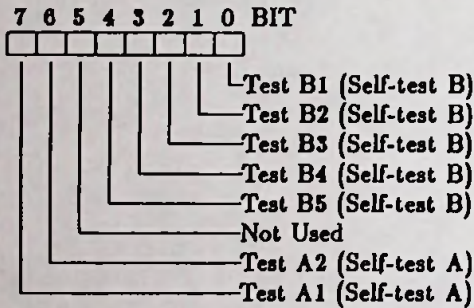 7 6 5 4 3 2 1 0 BIT
Test B1 (Self-test B)
Test B2 (Self-test B)
Test B3 (Self-test B)
Test B4 (Self-test B)
Test B5 (Self-test B)
Not Used
Test A2 (Self-test A)
Test A1 (Self-test A)